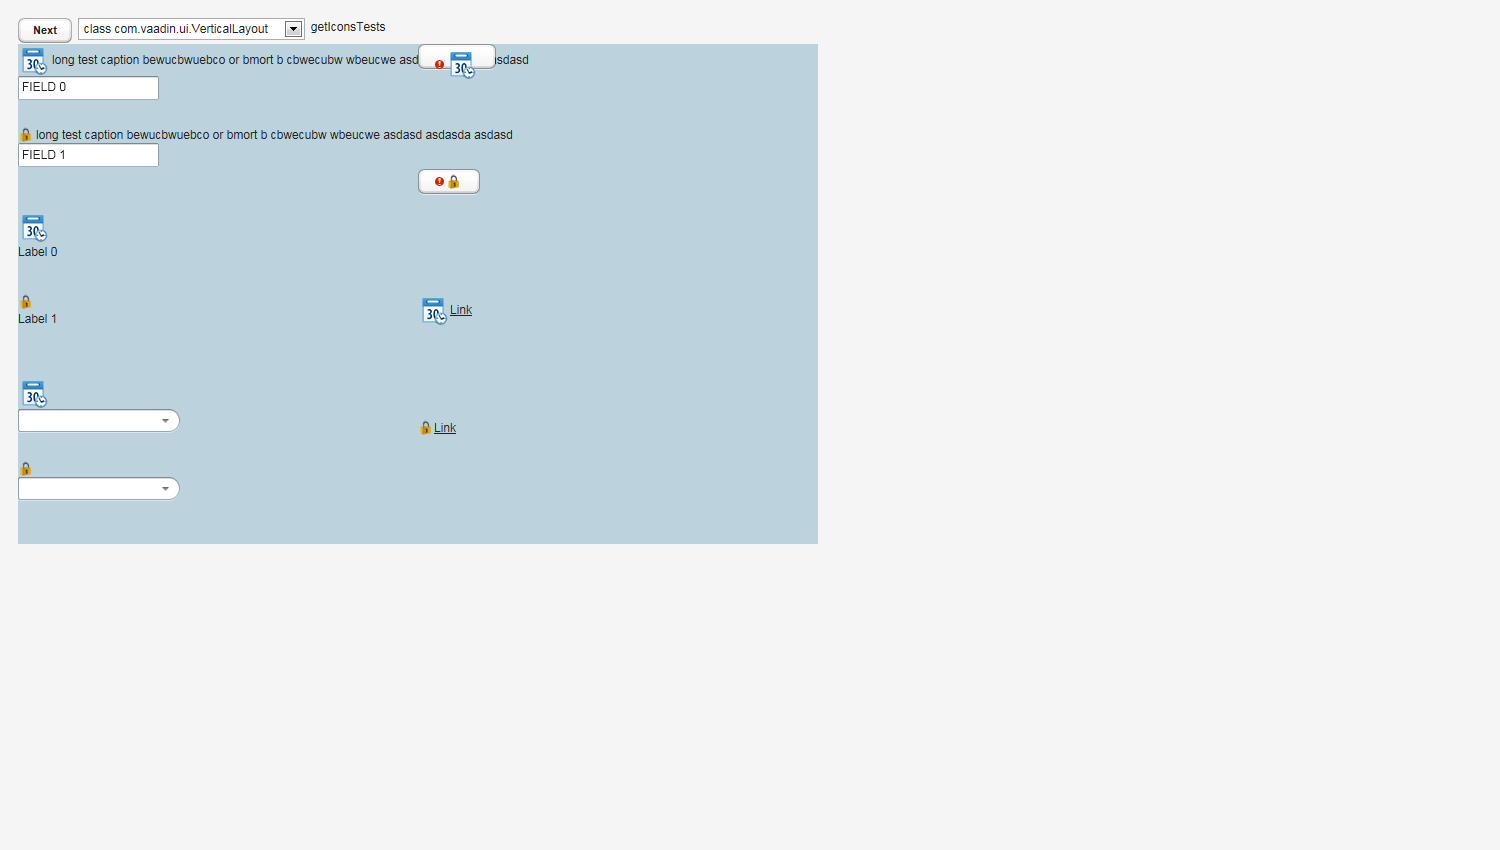 Next class com.vaadin.ui.VerticalLayout getIconsTests
30 long test caption bewucbwuebco or bmort b cbwecubw wbeucwe asd 30 sdasd
FIELD 0
long test caption bewucbwuebco or bmort b cbwecubw wbeucwe asdasd asdasda asdasd
FIELD 1
30
Label 0
Label 1
30 Link
30
Link